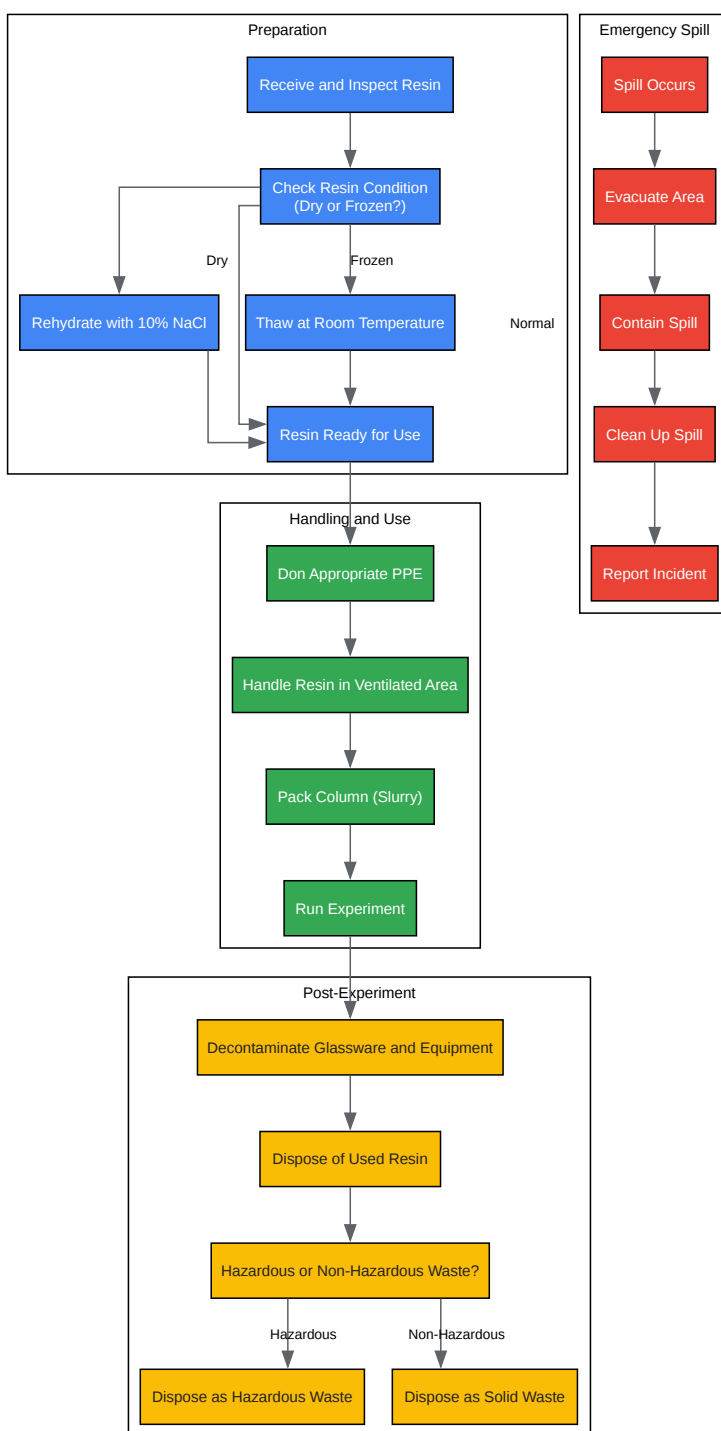 Preparation
Receive and Inspect Resin
Check Resin Condition
(Dry or Frozen?)
Dry
Frozen
Rehydrate with 10% NaCl
Thaw at Room Temperature
Normal
Resin Ready for Use
Emergency Spill
Spill Occurs
Evacuate Area
Contain Spill
Clean Up Spill
Report Incident
Handling and Use
Don Appropriate PPE
Handle Resin in Ventilated Area
Pack Column (Slurry)
Run Experiment
Post-Experiment
Decontaminate Glassware and Equipment
Dispose of Used Resin
Hazardous or Non-Hazardous Waste?
Hazardous
Non-Hazardous
Dispose as Hazardous Waste
Dispose as Solid Waste